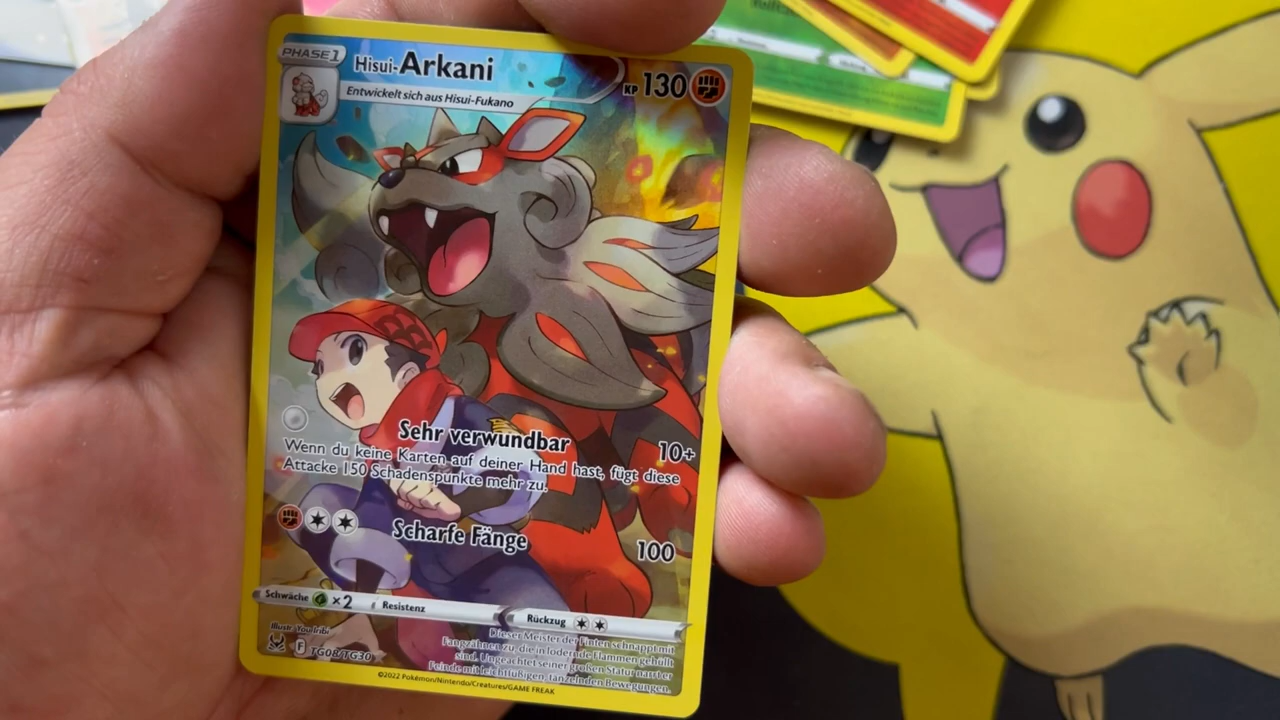 PHASE 1
Hisui-Arkani
KP 130
Entwickelt sich aus Hisui-Fukano
Sehr verwundbar 10+
Wenn du keine Karten auf deiner Hand hast, fügt diese
Attacke 150 Schadenspunkte mehr zu.
Scharfe Fänge 100
Schwäche ×2 Resistenz Rückzug
Illustr. YouTribi
F TG08/TG30
Dieser Meister der Finten schnappt mit
Fangzähnen zu, die in lodernde Flammen gehüllt
sind. Ungeachtet seiner großen Statur narrt er
Feinde mit leichtfüßigen, tänzelnden Bewegungen.
©2022 Pokémon/Nintendo/Creatures/GAME FREAK